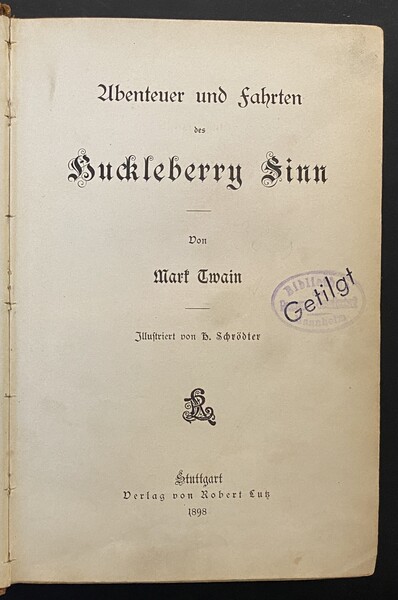 Abenteuer und Fahrten
des
Huckleberry Finn
Von
Mark Twain
Illustriert von H. Schrödter
Getilgt
Stuttgart
Verlag von Robert Lutz
1898